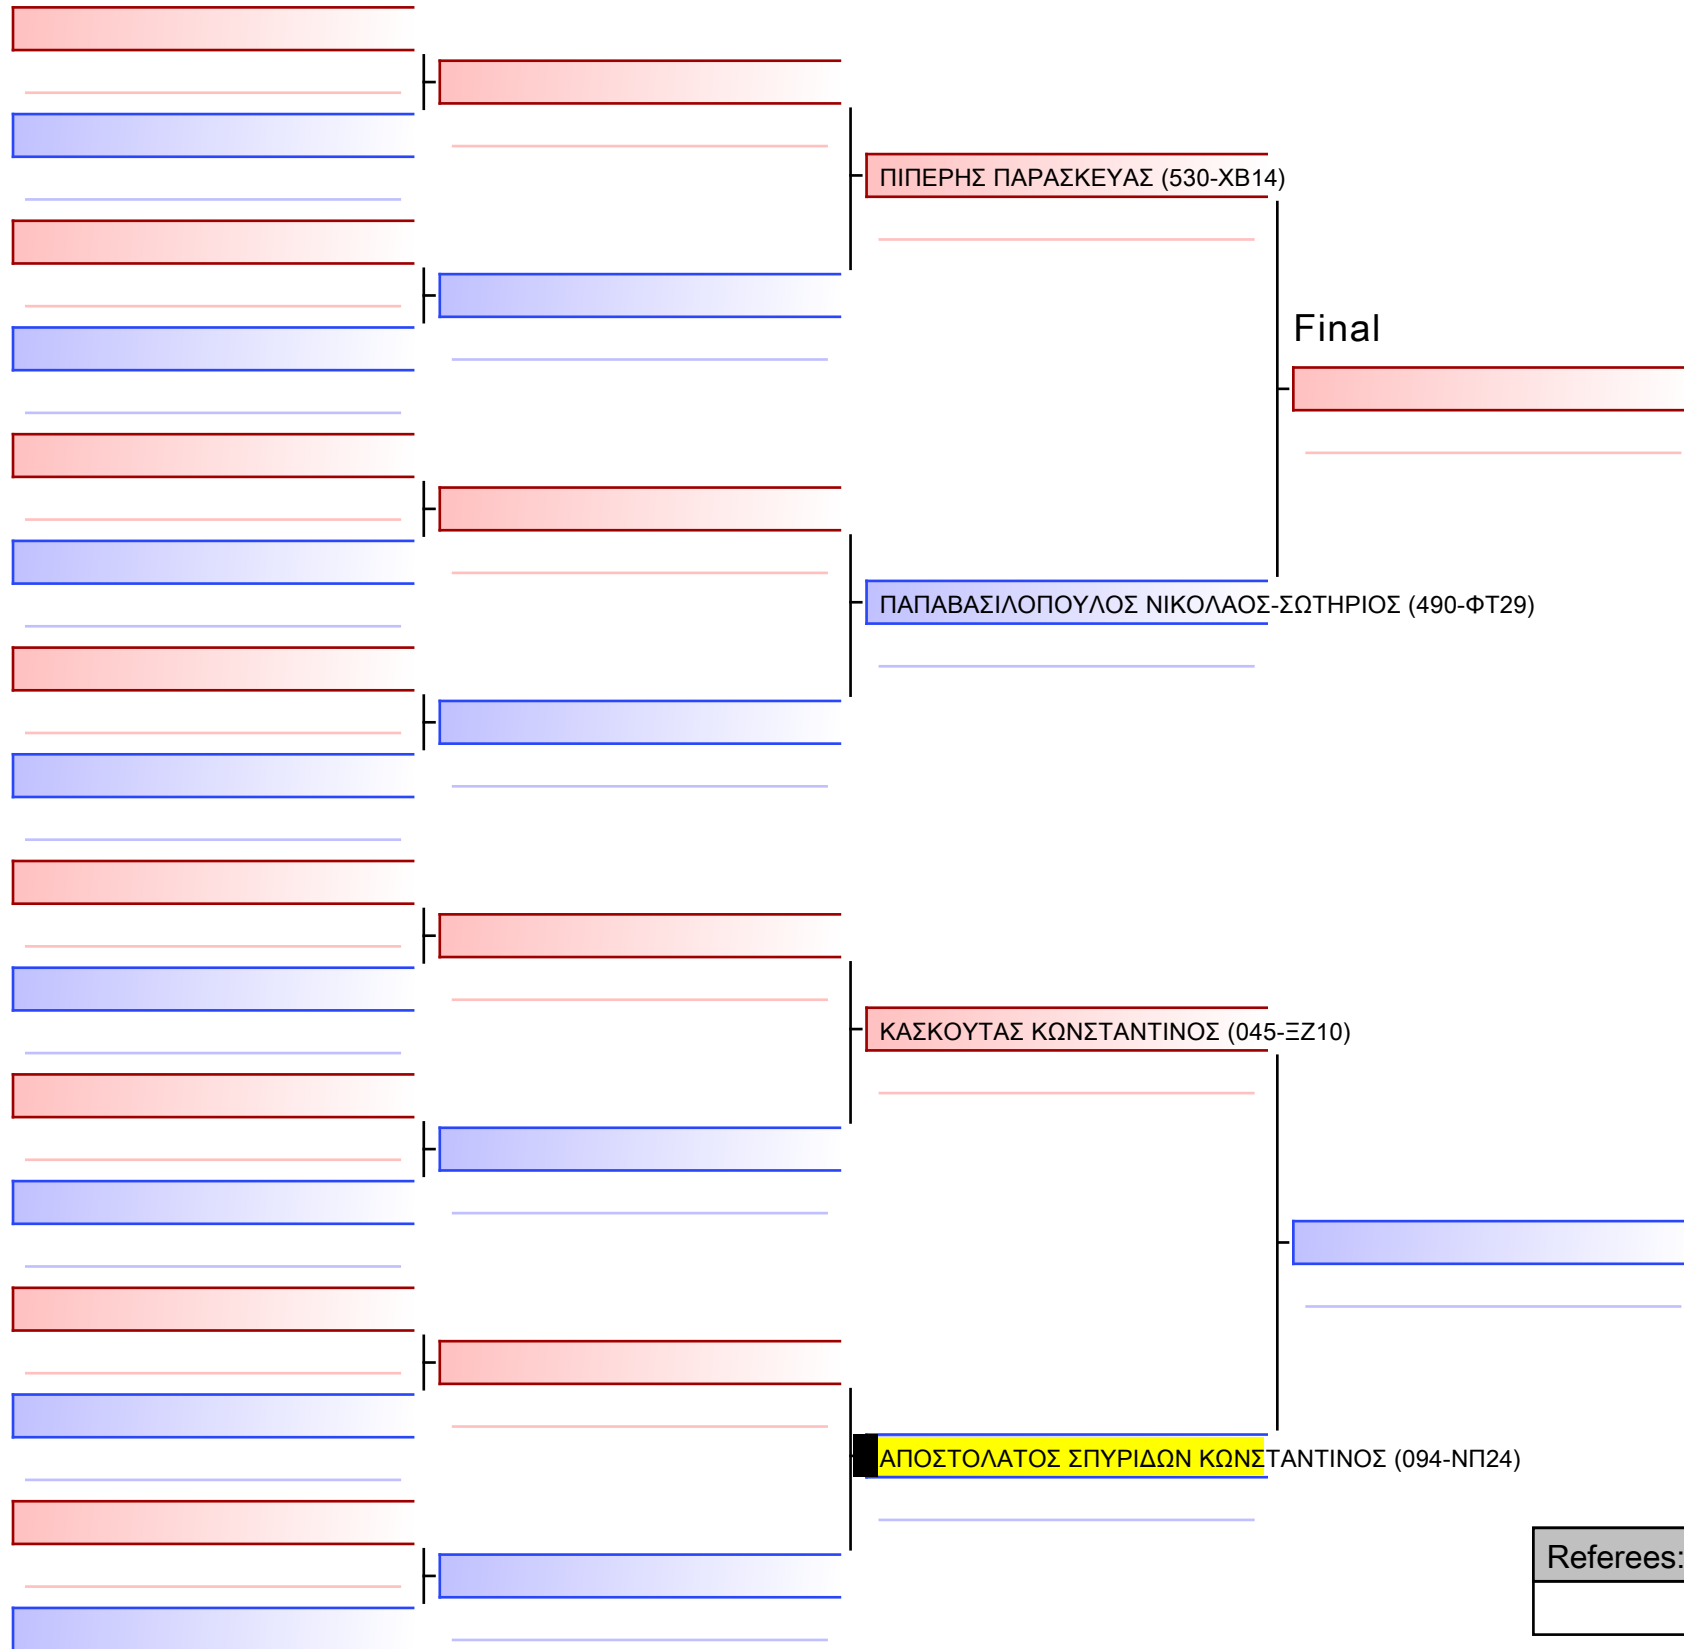 ΠΙΠΕΡΗΣ ΠΑΡΑΣΚΕΥΑΣ (530-ΧΒ14)
Final
ΠΑΠΑΒΑΣΙΛΟΠΟΥΛΟΣ ΝΙΚΟΛΑΟΣ-ΣΩΤΗΡΙΟΣ (490-ΦΤ29)
ΚΑΣΚΟΥΤΑΣ ΚΩΝΣΤΑΝΤΙΝΟΣ (045-ΞΖ10)
ΑΠΟΣΤΟΛΑΤΟΣ ΣΠΥΡΙΔΩΝ ΚΩΝΣΤΑΝΤΙΝΟΣ (094-ΝΠ24)
Referees: